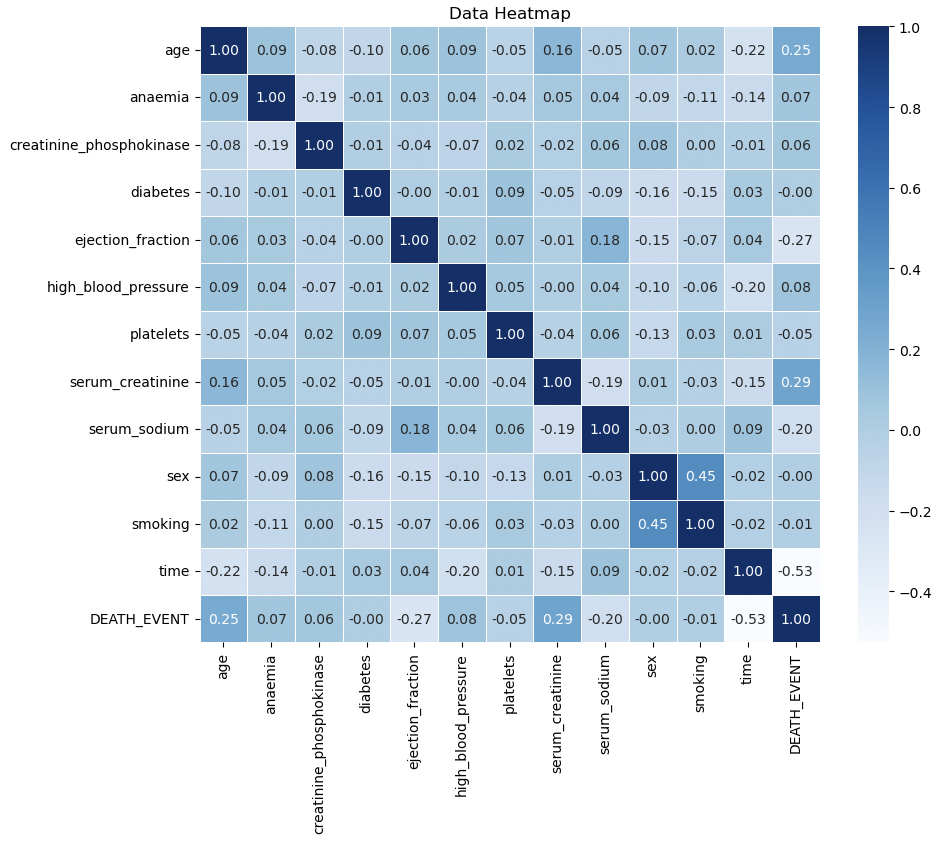 Data Heatmap
age 1.00 0.09 -0.08 -0.10 0.06 0.09 -0.05 0.16 -0.05 0.07 0.02 -0.22 0.25
anaemia 0.09 1.00 -0.19 -0.01 0.03 0.04 -0.04 0.05 0.04 -0.09 -0.11 -0.14 0.07
creatinine_phosphokinase -0.08 -0.19 1.00 -0.01 -0.04 -0.07 0.02 -0.02 0.06 0.08 0.00 -0.01 0.06
diabetes -0.10 -0.01 -0.01 1.00 -0.00 -0.01 0.09 -0.05 -0.09 -0.16 -0.15 0.03 -0.00
ejection_fraction 0.06 0.03 -0.04 -0.00 1.00 0.02 0.07 -0.01 0.18 -0.15 -0.07 0.04 -0.27
high_blood_pressure 0.09 0.04 -0.07 -0.01 0.02 1.00 0.05 -0.00 0.04 -0.10 -0.06 -0.20 0.08
platelets -0.05 -0.04 0.02 0.09 0.07 0.05 1.00 -0.04 0.06 -0.13 0.03 0.01 -0.05
serum_creatinine 0.16 0.05 -0.02 -0.05 -0.01 -0.00 -0.04 1.00 -0.19 0.01 -0.03 -0.15 0.29
serum_sodium -0.05 0.04 0.06 -0.09 0.18 0.04 0.06 -0.19 1.00 -0.03 0.00 0.09 -0.20
sex 0.07 -0.09 0.08 -0.16 -0.15 -0.10 -0.13 0.01 -0.03 1.00 0.45 -0.02 -0.00
smoking 0.02 -0.11 0.00 -0.15 -0.07 -0.06 0.03 -0.03 0.00 0.45 1.00 -0.02 -0.01
time -0.22 -0.14 -0.01 0.03 0.04 -0.20 0.01 -0.15 0.09 -0.02 -0.02 1.00 -0.53
DEATH_EVENT 0.25 0.07 0.06 -0.00 -0.27 0.08 -0.05 0.29 -0.20 -0.00 -0.01 -0.53 1.00
age
anaemia
creatinine_phosphokinase
diabetes
ejection_fraction
high_blood_pressure
platelets
serum_creatinine
serum_sodium
sex
smoking
time
DEATH_EVENT
1.0
0.8
0.6
0.4
0.2
0.0
−0.2
−0.4